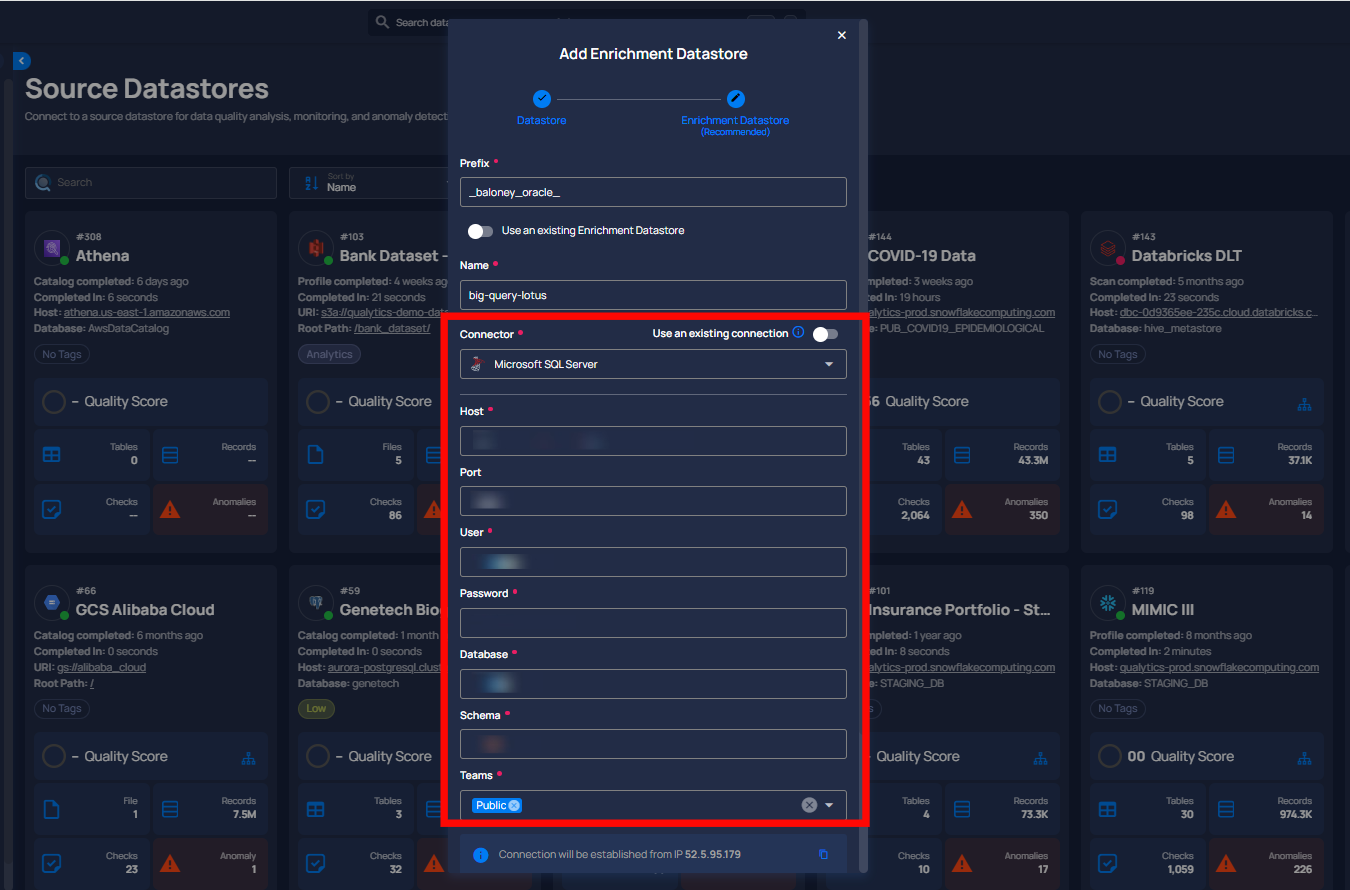 Search data
Add Enrichment Datastore
Datastore
Enrichment Datastore
(Recommended)
Source Datastores
Connect to a source datastore for data quality analysis, monitoring, and anomaly detect
Search
Sort by
Name
Prefix *
_baloney_oracle_
Use an existing Enrichment Datastore
Name *
big-query-lotus
Connector *
Use an existing connection
Microsoft SQL Server
Host *
Port
User *
Password *
Database *
Schema *
Teams *
Public
Connection will be established from IP 52.5.95.179
#308
Athena
Catalog completed: 6 days ago
Completed In: 6 seconds
Host: athena.us-east-1.amazonaws.com
Database: AwsDataCatalog
No Tags
– Quality Score
Tables
0
Records
--
Checks
--
Anomalies
--
#103
Bank Dataset -
Profile completed: 4 weeks ag
Completed In: 21 seconds
URI: s3a://qualytics-demo-dat
Root Path: /bank_dataset/
Analytics
– Quality Score
Files
5
Checks
86
#144
COVID-19 Data
mpleted: 3 weeks ago
ed In: 19 hours
alytics-prod.snowflakecomputing.com
e: PUB_COVID19_EPIDEMIOLOGICAL
66 Quality Score
Tables
43
Records
43.3M
Checks
2,064
Anomalies
350
#143
Databricks DLT
Scan completed: 5 months ago
Completed In: 23 seconds
Host: dbc-0d9365ee-235c.cloud.databricks.c...
Database: hive_metastore
No Tags
– Quality Score
Tables
5
Records
37.1K
Checks
98
Anomalies
14
#66
GCS Alibaba Cloud
Catalog completed: 6 months ago
Completed In: 0 seconds
URI: gs://alibaba_cloud
Root Path: /
No Tags
– Quality Score
File
1
Records
7.5M
Checks
23
Anomaly
1
#59
Genetech Bio
Catalog completed: 1 month
Completed In: 0 seconds
Host: aurora-postgresql.clust
Database: genetech
Low
– Quality Score
Tables
3
Checks
32
#101
Insurance Portfolio - St...
mpleted: 1 year ago
ed In: 8 seconds
alytics-prod.snowflakecomputing.com
e: STAGING_DB
Quality Score
Tables
4
Records
73.3K
Checks
10
Anomalies
17
#119
MIMIC III
Profile completed: 8 months ago
Completed In: 2 minutes
Host: qualytics-prod.snowflakecomputing.com
Database: STAGING_DB
No Tags
00 Quality Score
Tables
30
Records
974.3K
Checks
1,059
Anomalies
226